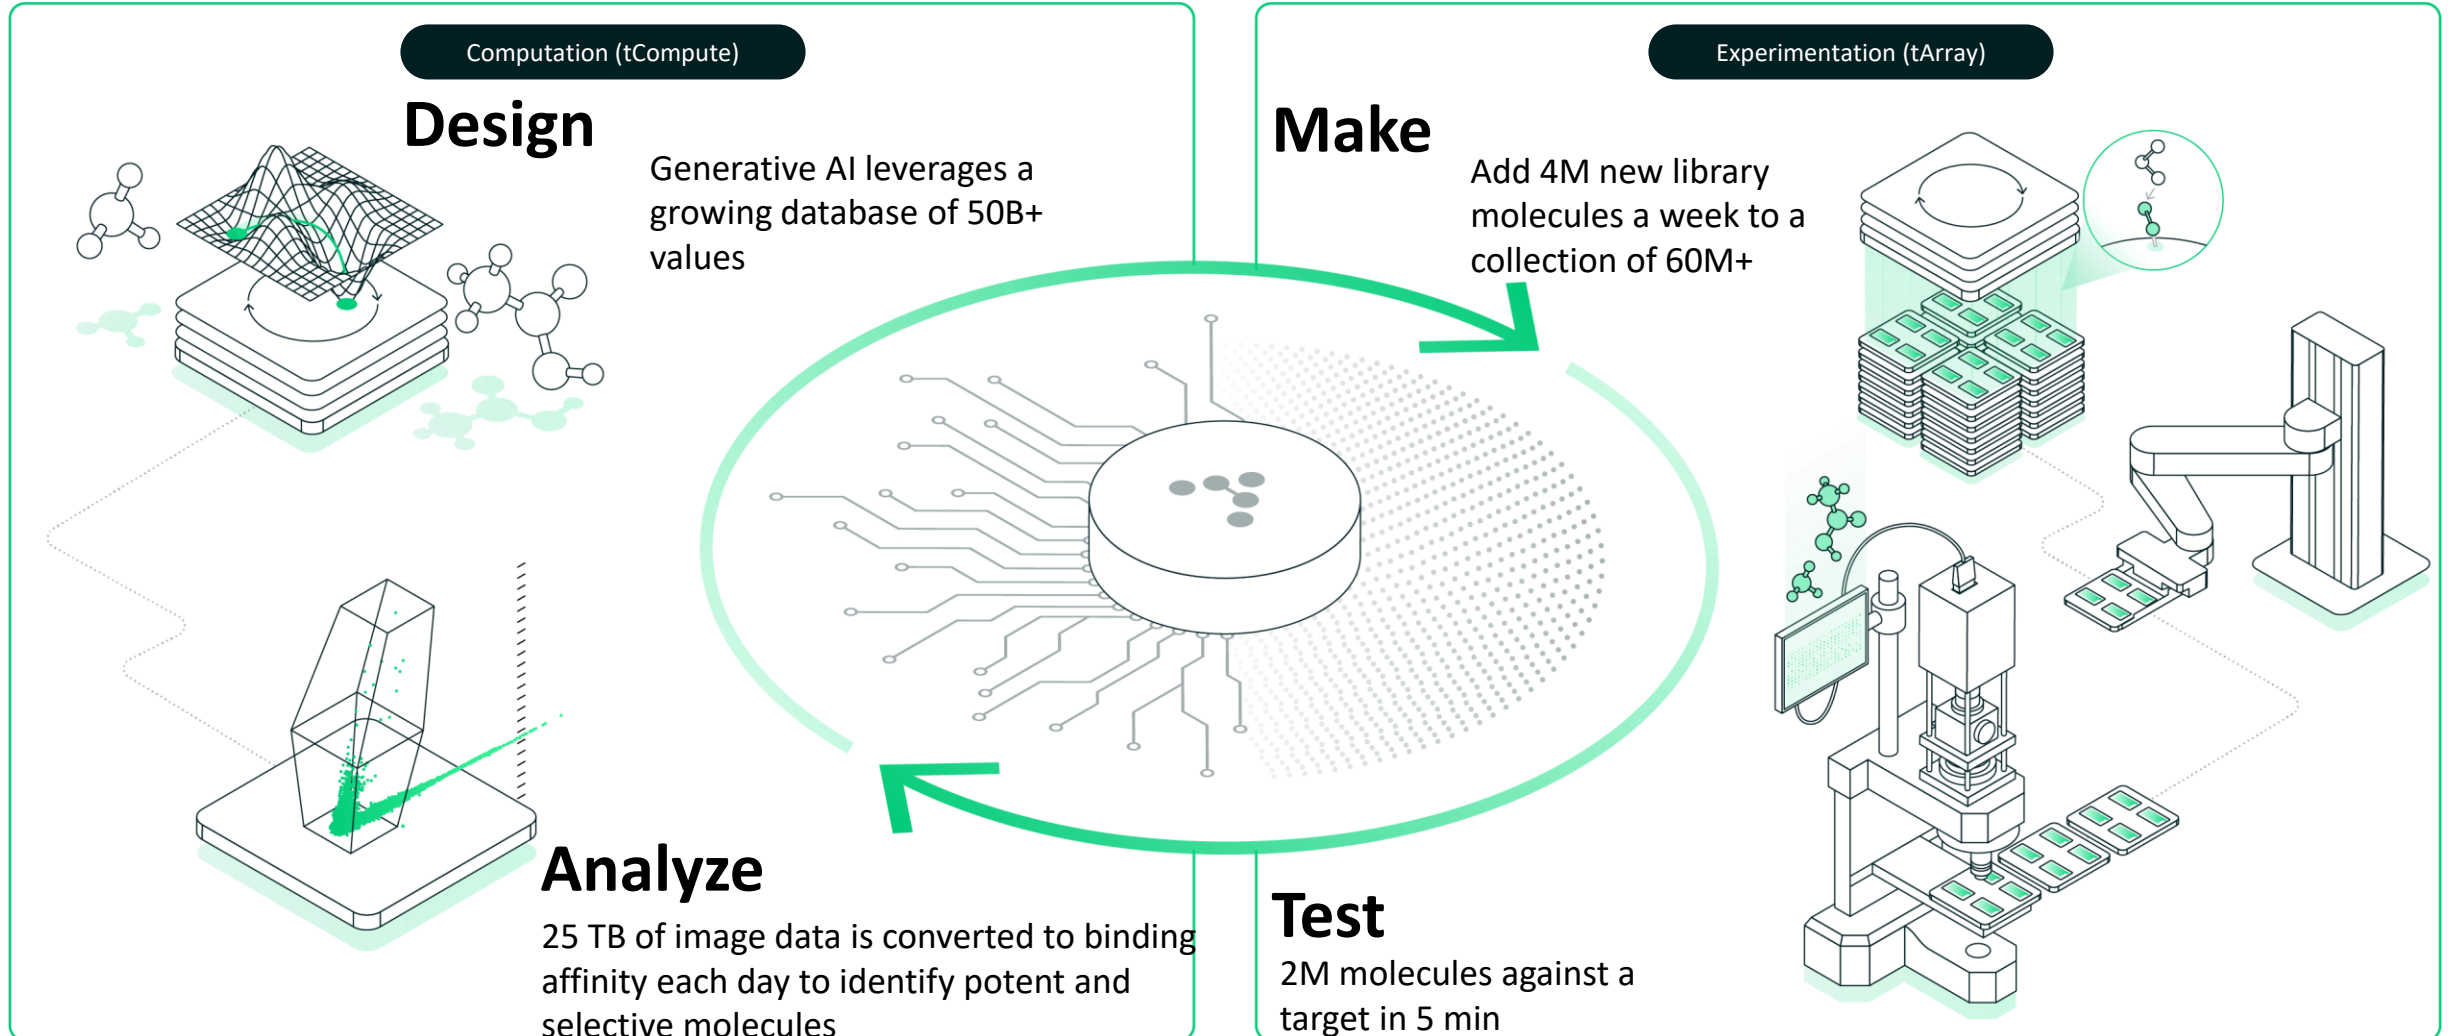 Computation (tCompute)
Design
Generative AI leverages a
growing database of 50B+
values
Analyze
25 TB of image data is converted to binding
affinity each day to identify potent and
selective molecules
Experimentation (tArray)
Make
Add 4M new library
molecules a week to a
collection of 60M+
Test
2M molecules against a
target in 5 min